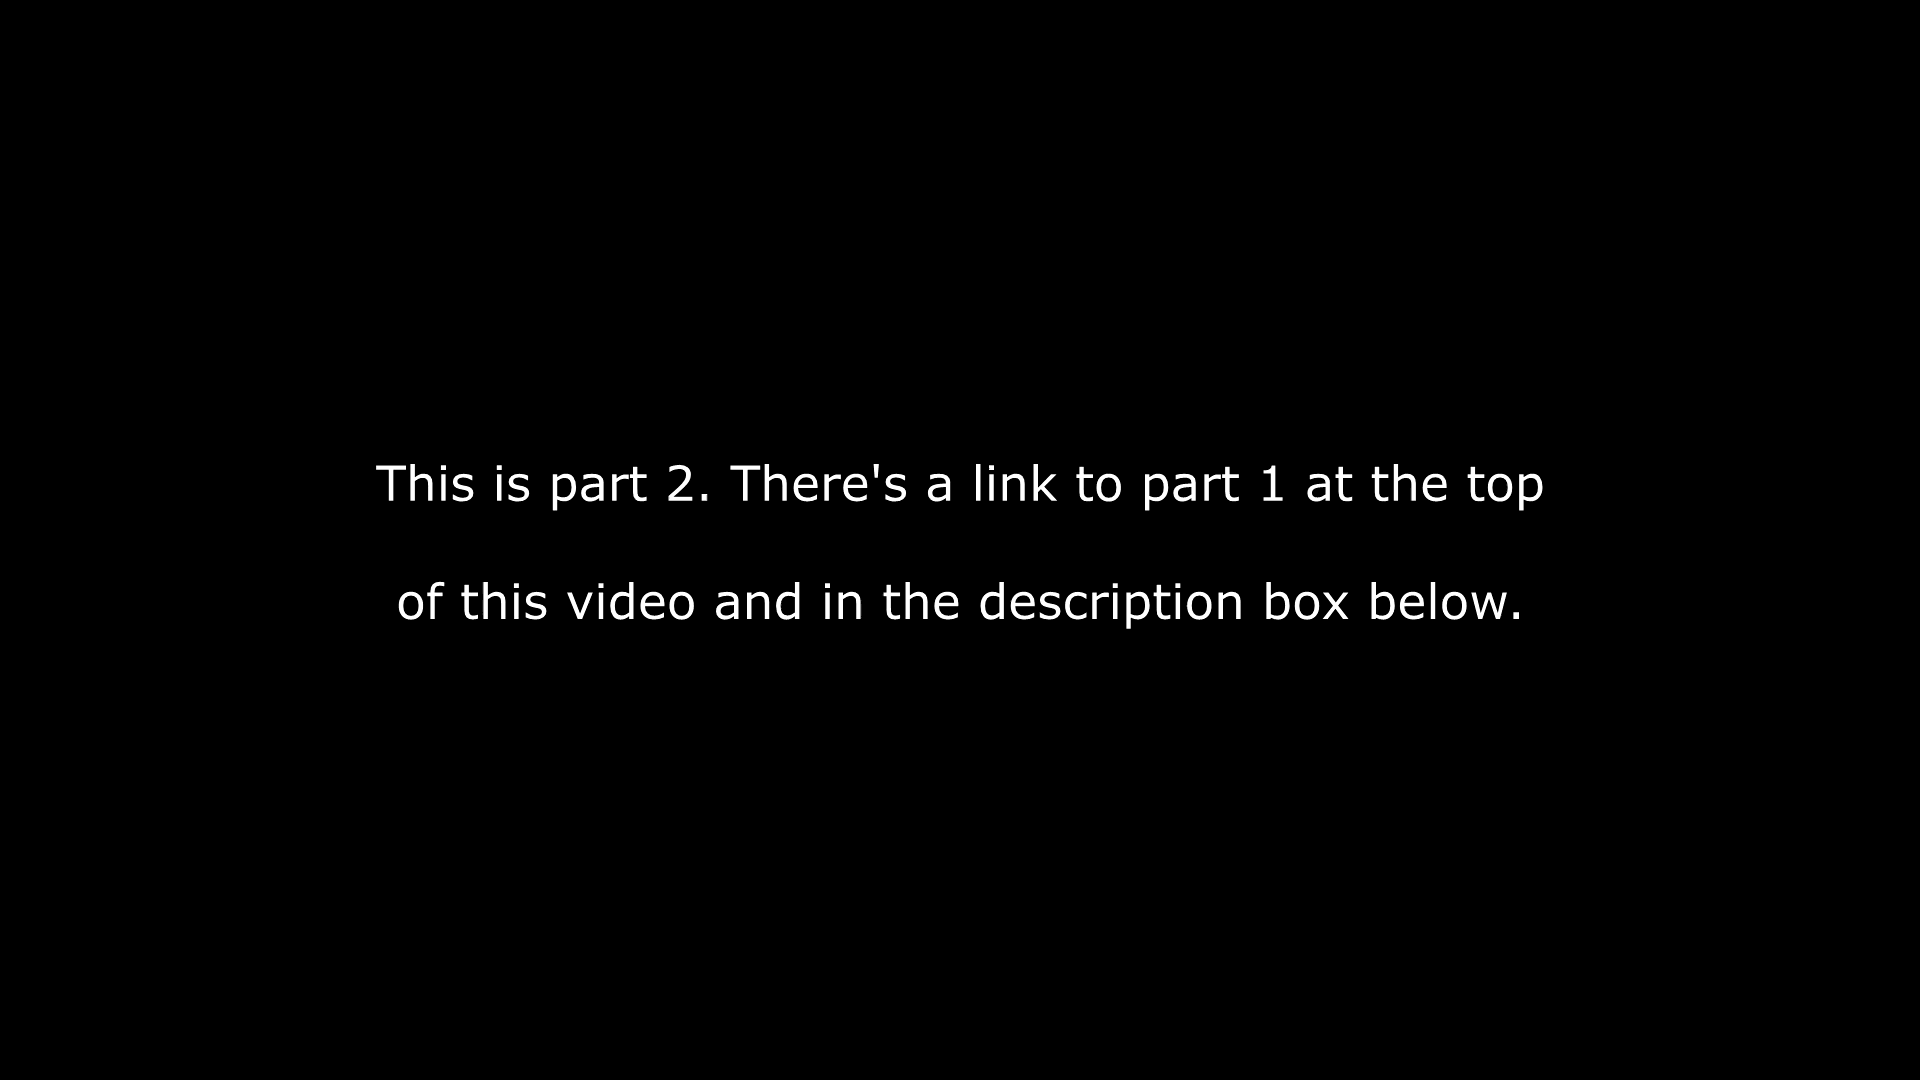 This is part 2. There's a link to part 1 at the top
of this video and in the description box below.